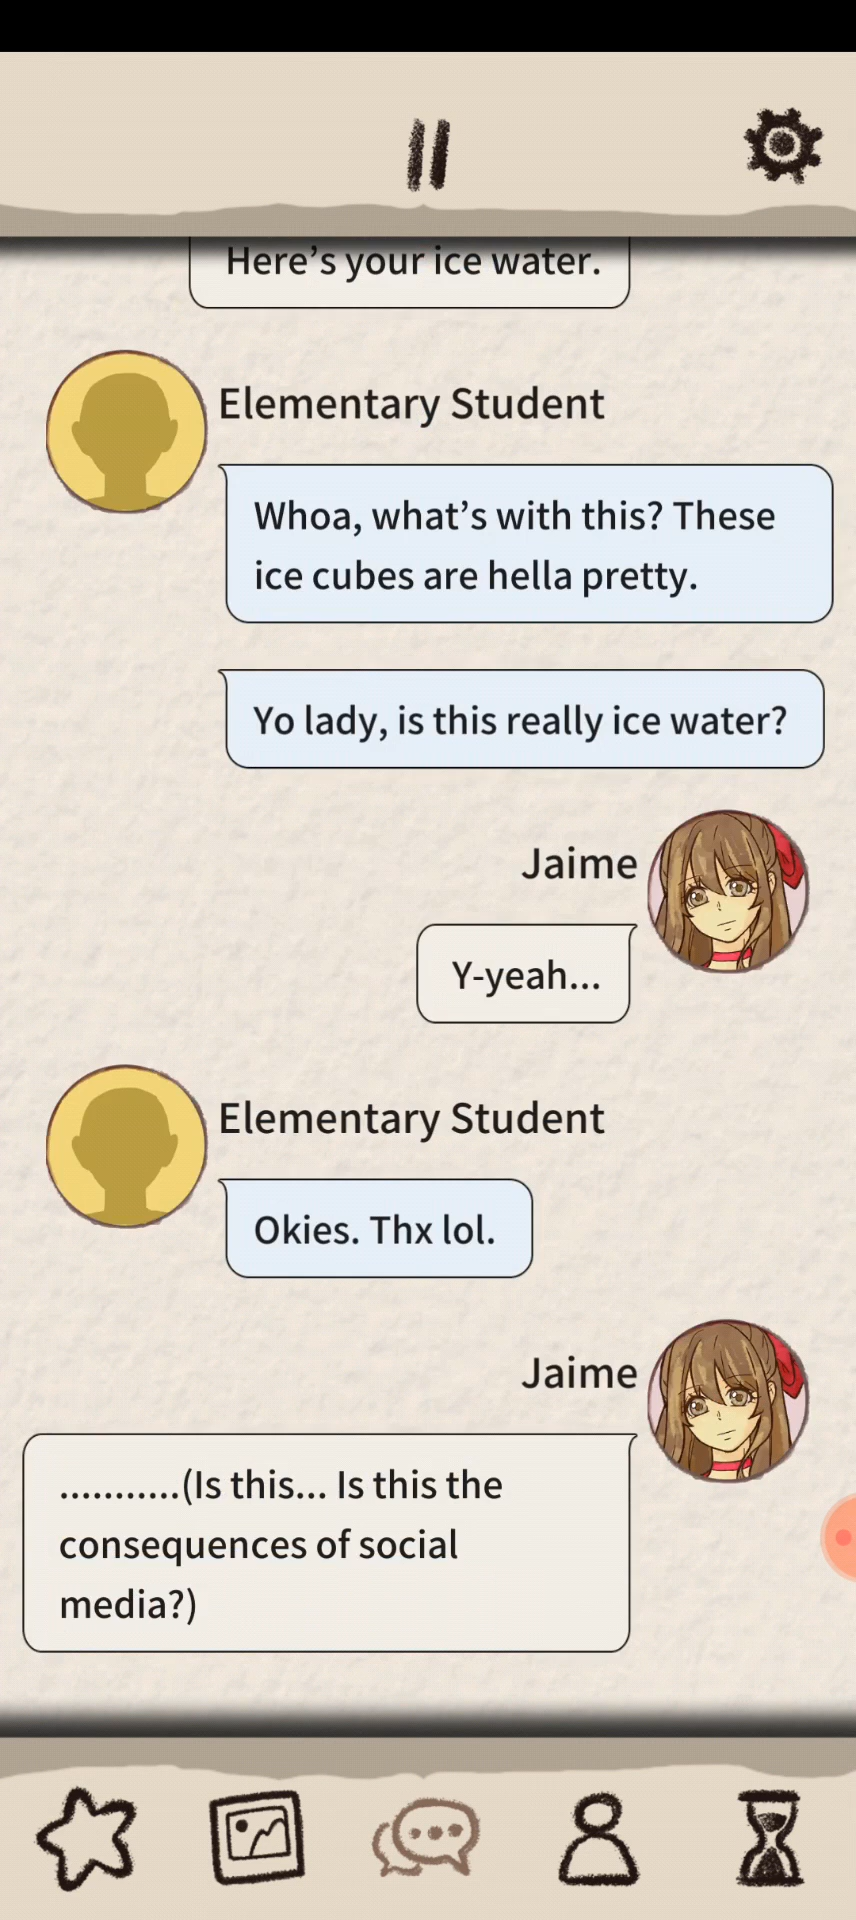 Here’s your ice water.
Elementary Student
Whoa, what’s with this? These
ice cubes are hella pretty.
Yo lady, is this really ice water?
Jaime
Y-yeah...
Elementary Student
Okies. Thx lol.
Jaime
...........(Is this... Is this the
consequences of social
media?)